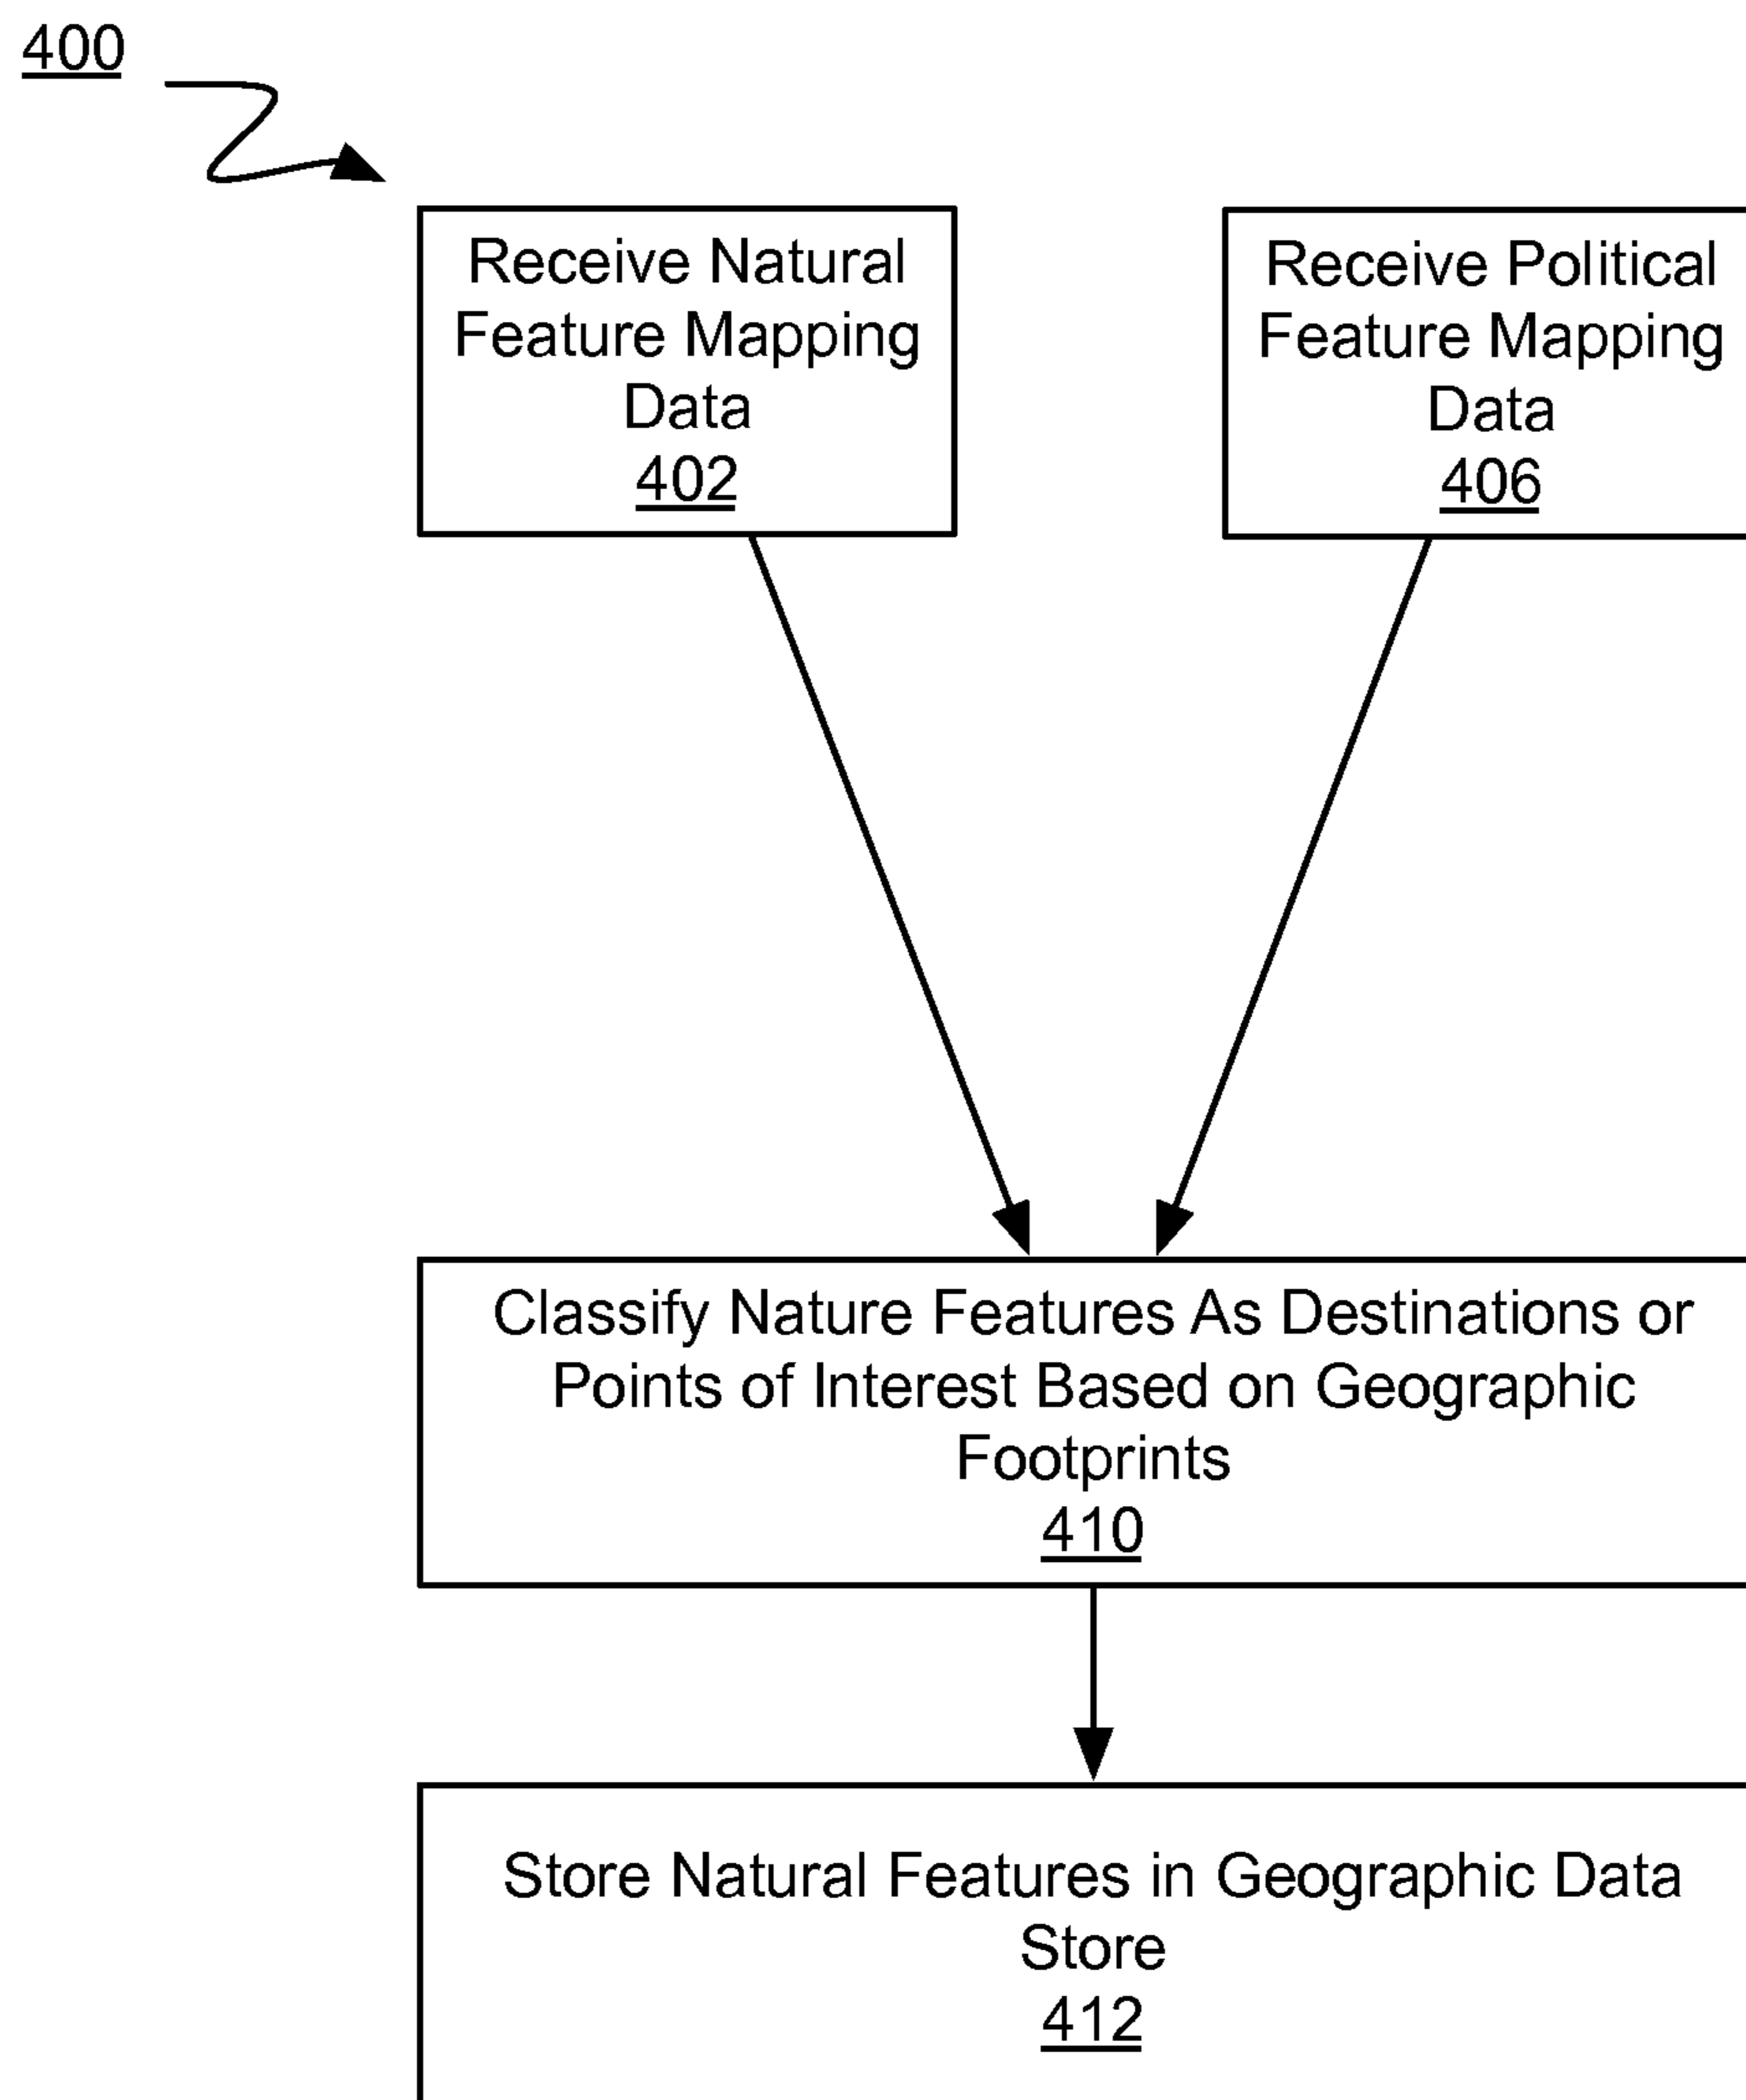 400
Receive Natural
Feature Mapping
Data
402
Receive Political
Feature Mapping
Data
406
Classify Nature Features As Destinations or
Points of Interest Based on Geographic
Footprints
410
Store Natural Features in Geographic Data
Store
412